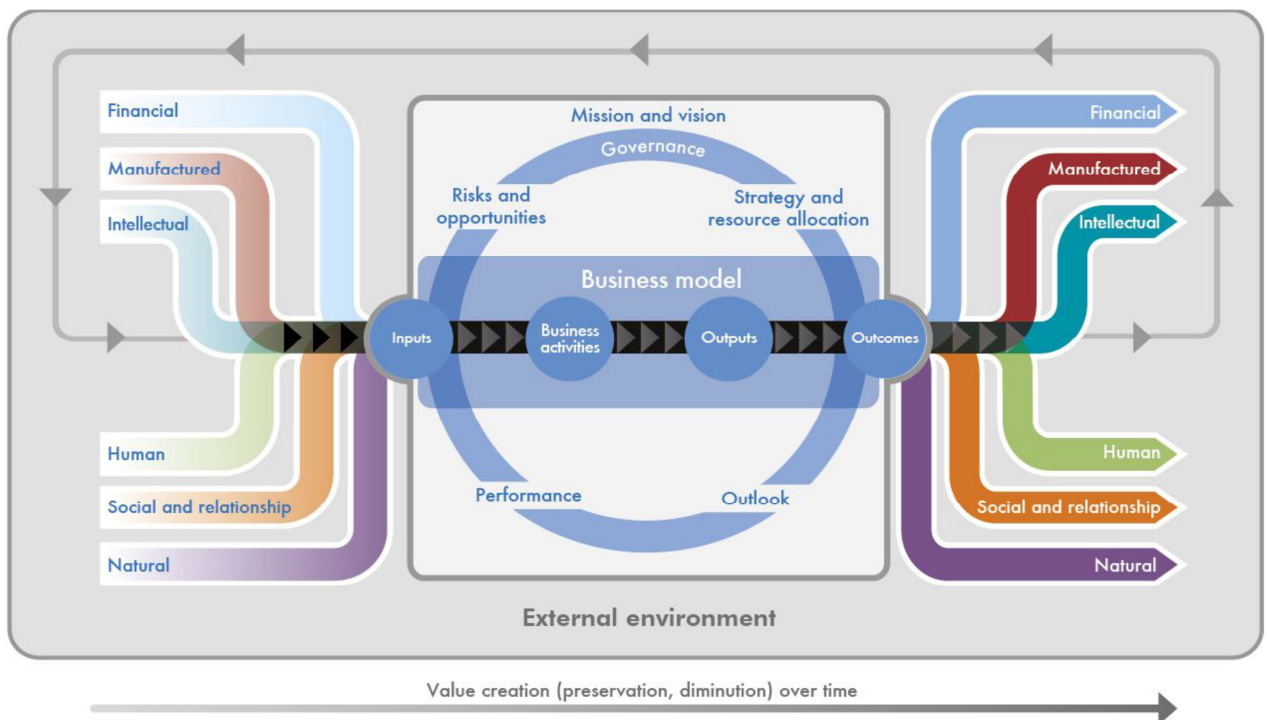 Financial
Manufactured
Intellectual
Human
Social and relationship
Natural
Mission and vision
Governance
Risks and
opportunities
Strategy and
resource allocation
Business model
Inputs
Business
activities
Outputs
Outcomes
Performance
Outlook
Financial
Manufactured
Intellectual
Human
Social and relationship
Natural
External environment
Value creation (preservation, diminution) over time